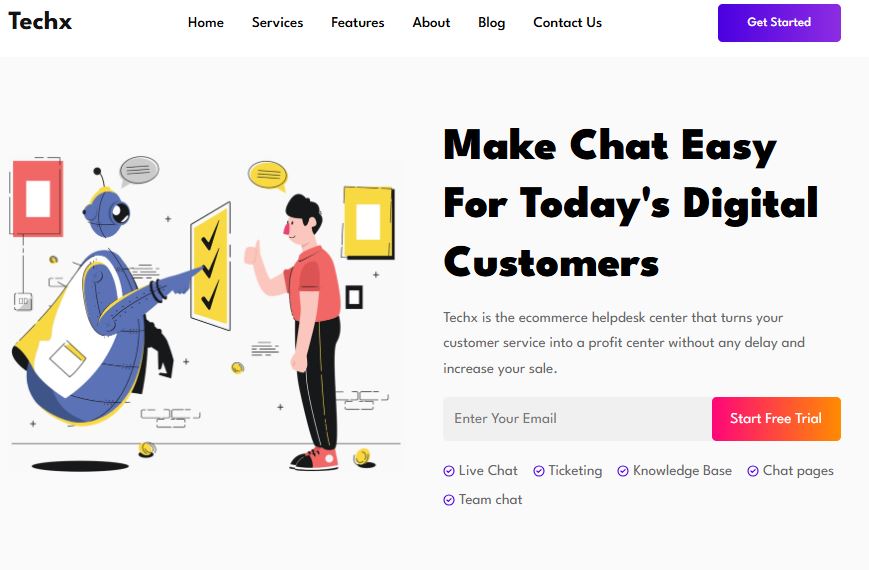 Techx
Home
Services
Features
About
Blog
Contact Us
Get Started
Make Chat Easy
For Today's Digital
Customers
Techx is the ecommerce helpdesk center that turns your
customer service into a profit center without any delay and
increase your sale.
Enter Your Email
Start Free Trial
Live Chat
Ticketing
Knowledge Base
Chat pages
Team chat